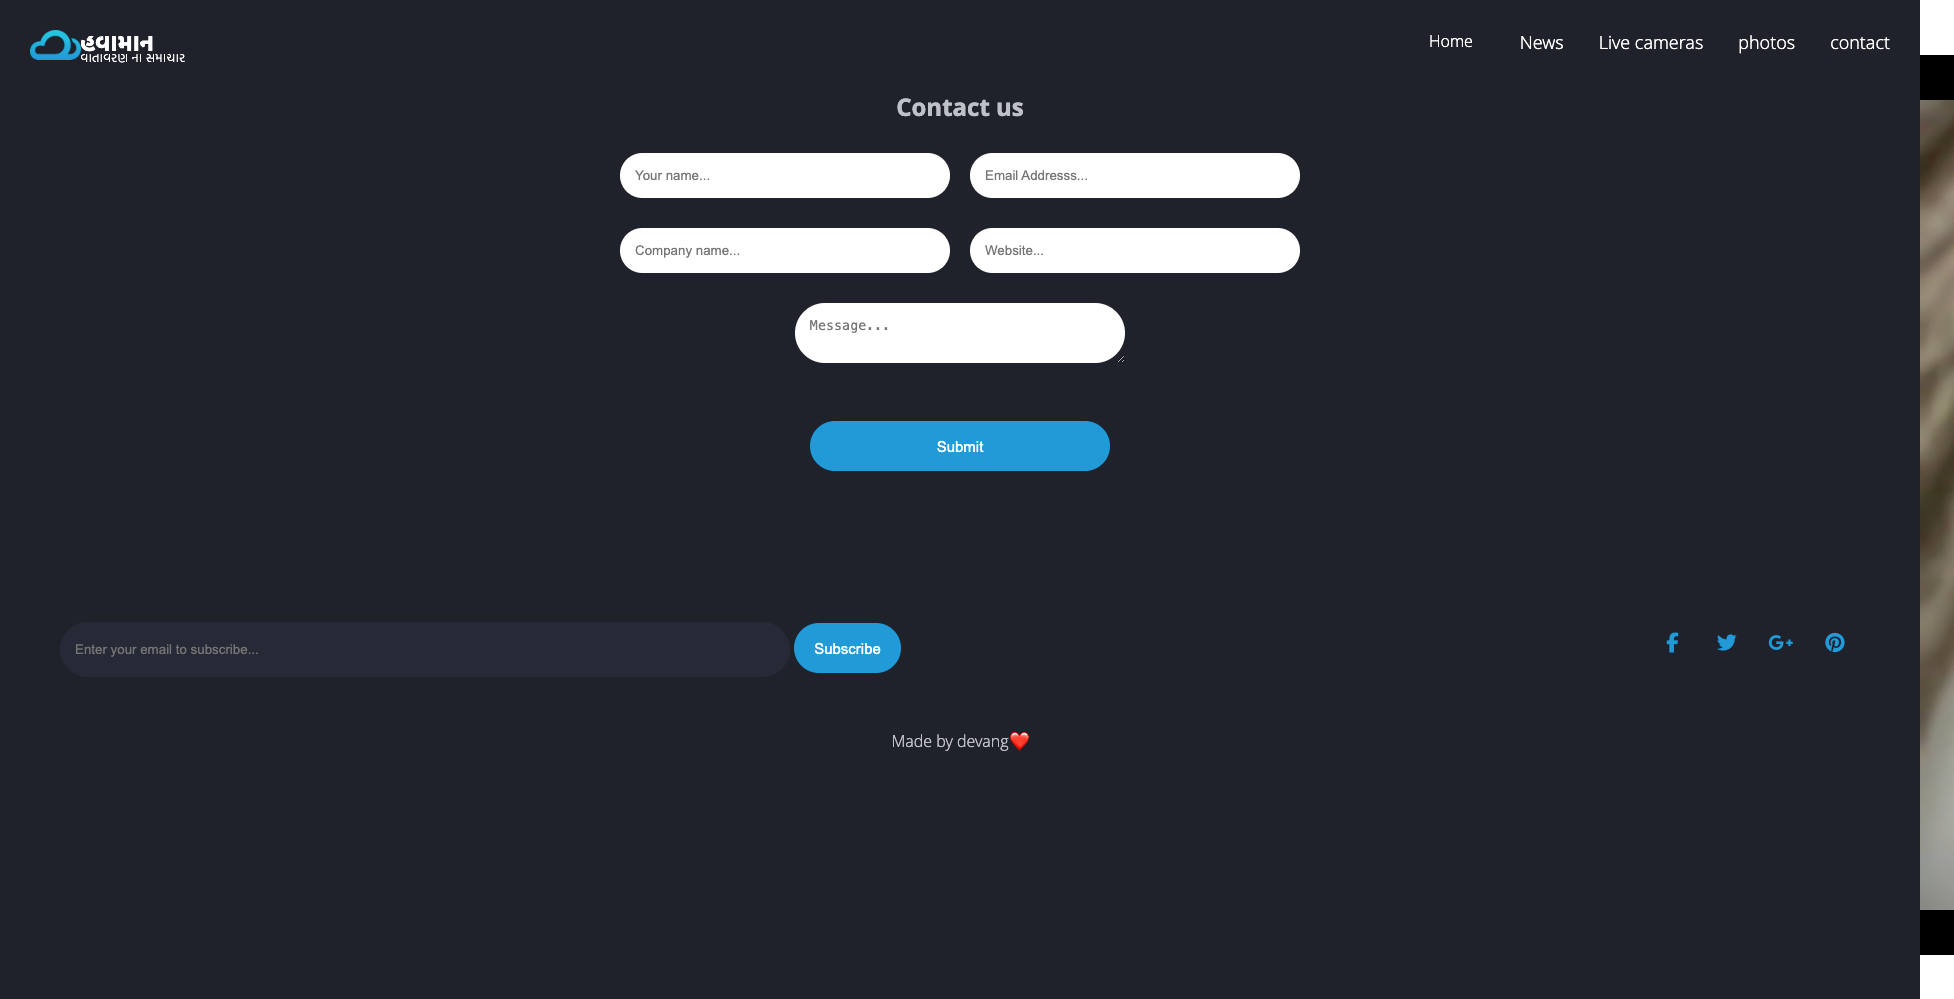 હવામાન
વાતાવરણ ના સમાચાર
Home News Live cameras photos contact
Contact us
Your name... Email Addresss...
Company name... Website...
Message...
Submit
Enter your email to subscribe... Subscribe
Made by devang❤️